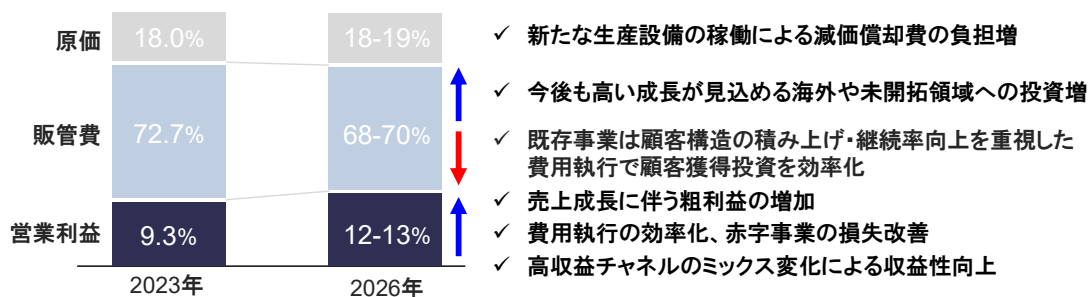 原価
18.0%
18-19%
✓ 新たな生産設備の稼働による減価償却費の負担増
販管費
72.7%
68-70%
✓ 今後も高い成長が見込める海外や未開拓領域への投資増
✓ 既存事業は顧客構造の積み上げ・継続率向上を重視した
費用執行で顧客獲得投資を効率化
営業利益
9.3%
12-13%
✓ 売上成長に伴う粗利益の増加
✓ 費用執行の効率化、赤字事業の損失改善
✓ 高収益チャネルのミックス変化による収益性向上
2023年
2026年